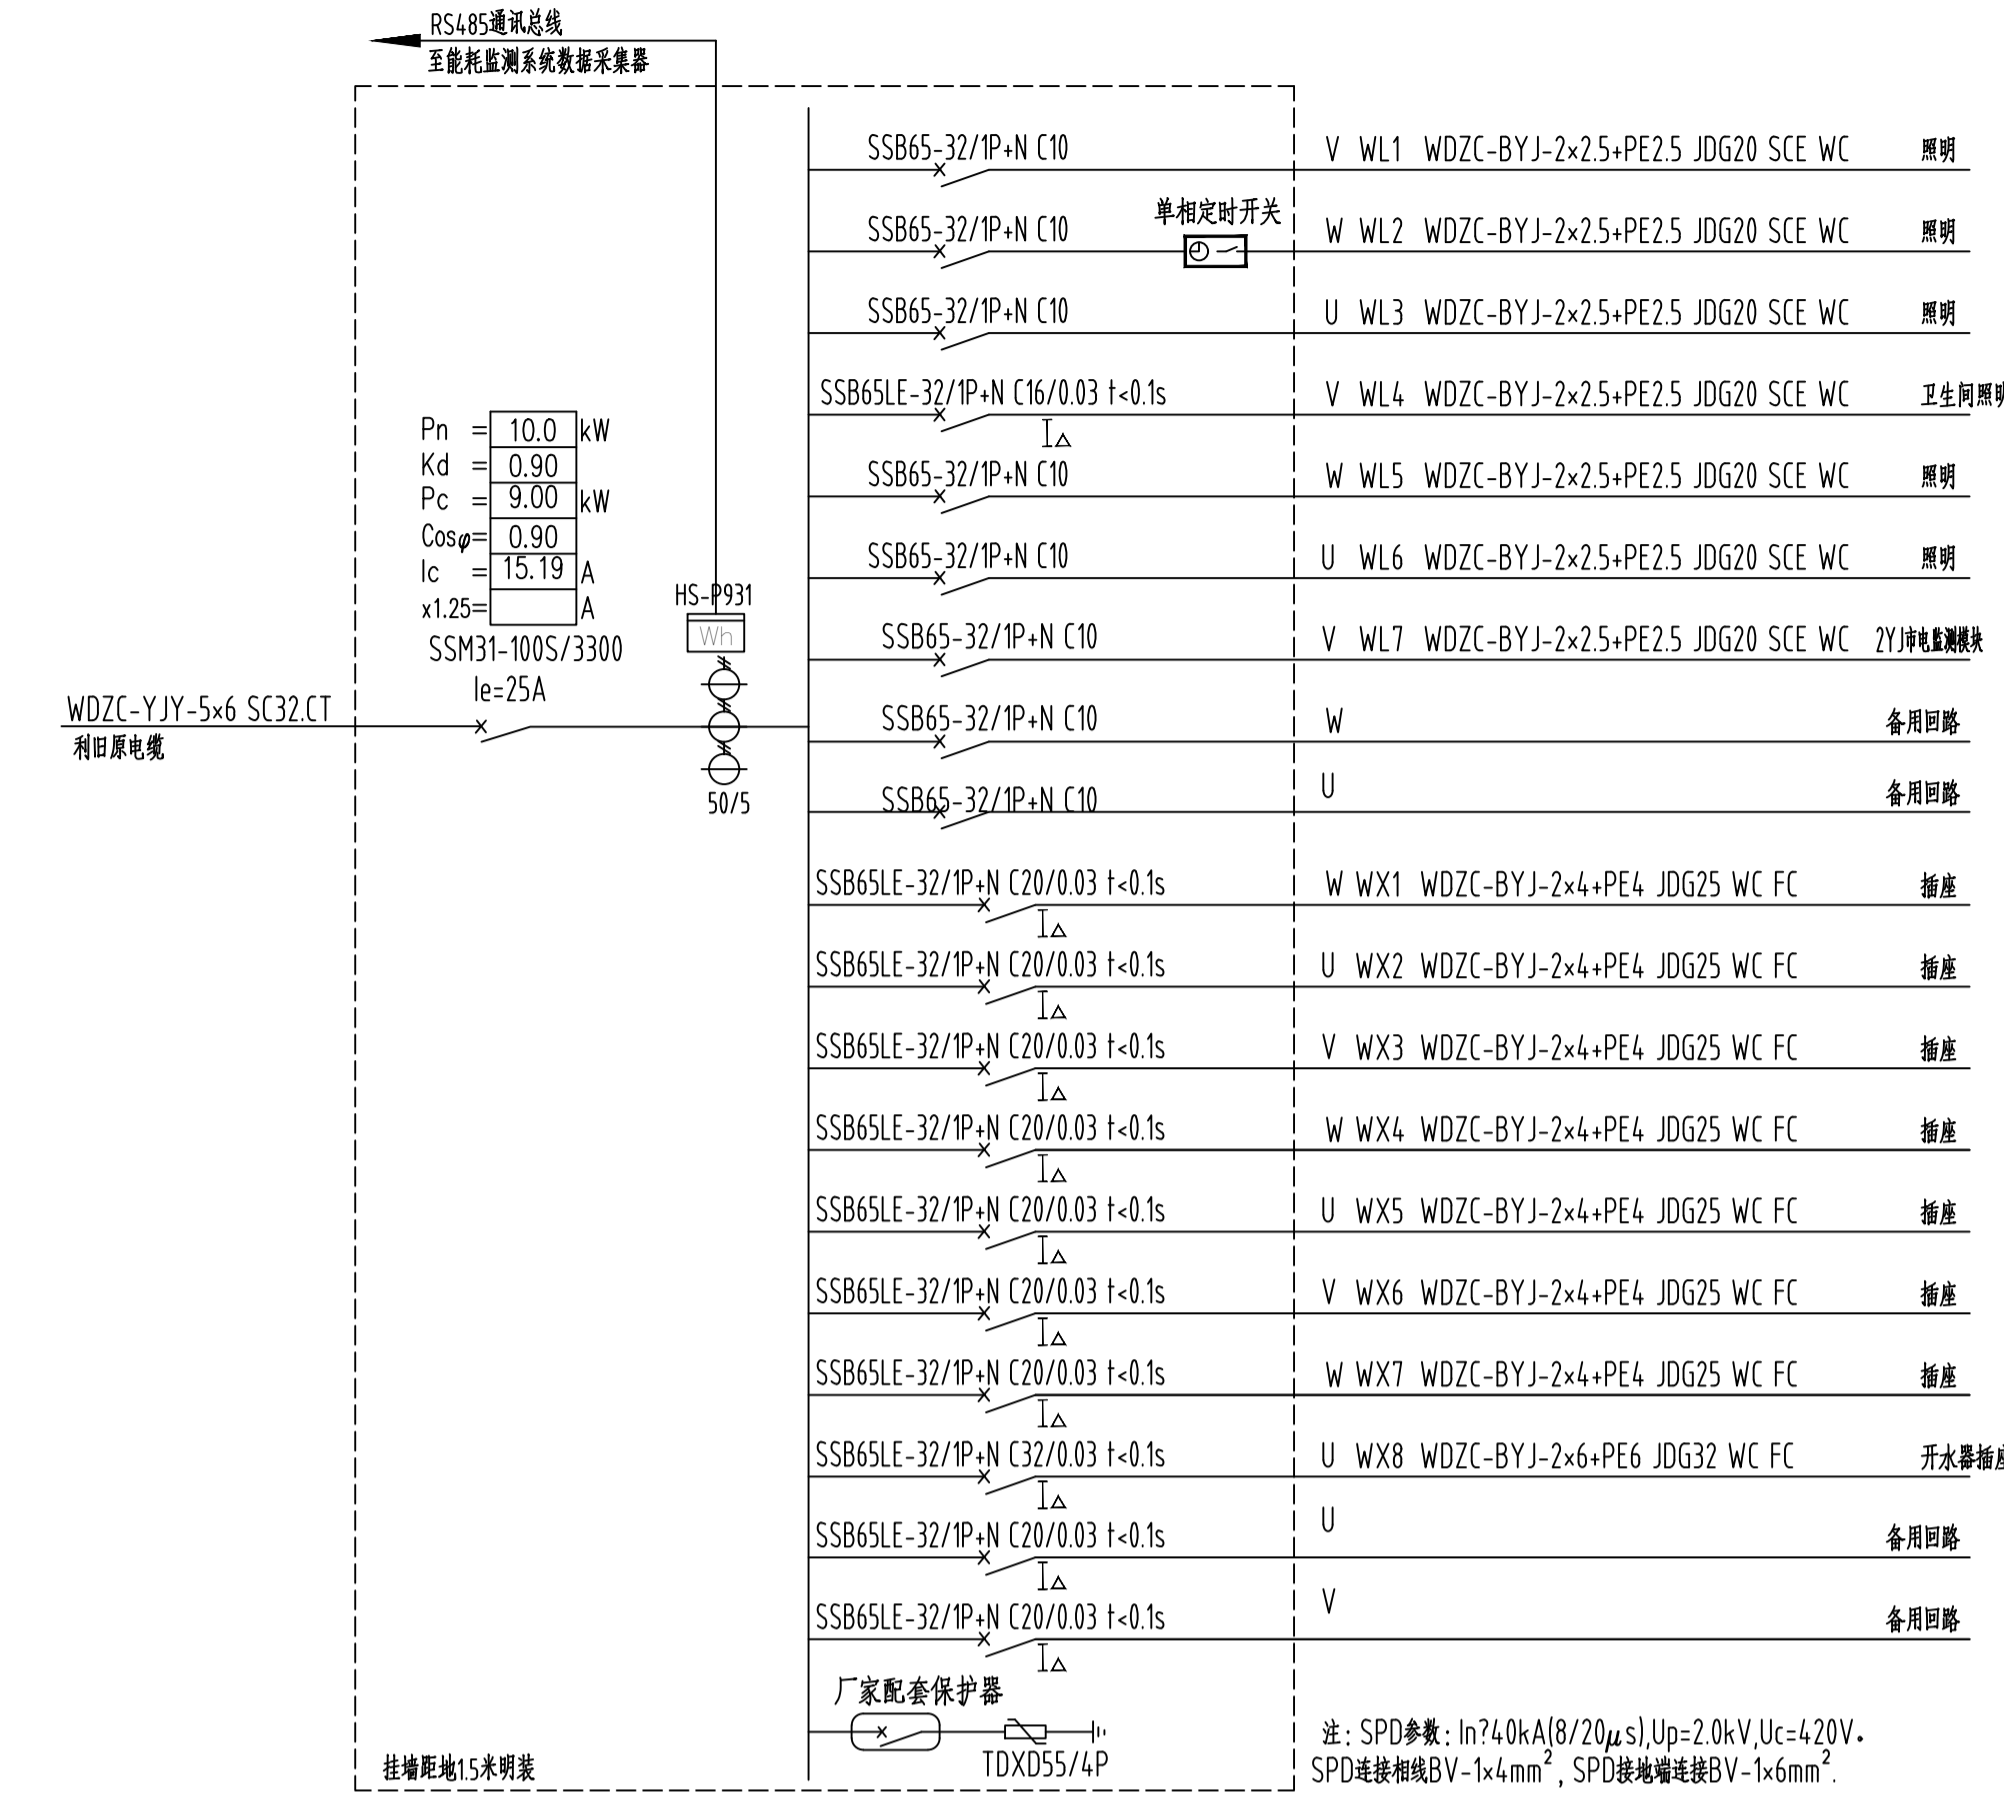 RS485通讯总线
至能耗监测系统数据采集器
SSB65-32/1P+N C10 V WL1 WDZC-BYJ-2×2.5+PE2.5 JDG20 SCE WC 照明
单相定时开关
SSB65-32/1P+N C10 W WL2 WDZC-BYJ-2×2.5+PE2.5 JDG20 SCE WC 照明
SSB65-32/1P+N C10 U WL3 WDZC-BYJ-2×2.5+PE2.5 JDG20 SCE WC 照明
SSB65LE-32/1P+N C16/0.03 t<0.1s V WL4 WDZC-BYJ-2×2.5+PE2.5 JDG20 SCE WC 卫生间照明
I△
SSB65-32/1P+N C10 W WL5 WDZC-BYJ-2×2.5+PE2.5 JDG20 SCE WC 照明
SSB65-32/1P+N C10 U WL6 WDZC-BYJ-2×2.5+PE2.5 JDG20 SCE WC 照明
SSB65-32/1P+N C10 V WL7 WDZC-BYJ-2×2.5+PE2.5 JDG20 SCE WC 2YJ市电监测模块
SSB65-32/1P+N C10 W 备用回路
SSB65-32/1P+N C10 U 备用回路
Pn = 10.0 kW
Kd = 0.90
Pc = 9.00 kW
Cosφ= 0.90
Ic = 15.19 A
x1.25= A
SSM31-100S/3300
Ie=25A
HS-P931
Wh
50/5
WDZC-YJY-5×6 SC32.CT
利旧原电缆
SSB65LE-32/1P+N C20/0.03 t<0.1s W WX1 WDZC-BYJ-2×4+PE4 JDG25 WC FC 插座
I△
SSB65LE-32/1P+N C20/0.03 t<0.1s U WX2 WDZC-BYJ-2×4+PE4 JDG25 WC FC 插座
I△
SSB65LE-32/1P+N C20/0.03 t<0.1s V WX3 WDZC-BYJ-2×4+PE4 JDG25 WC FC 插座
I△
SSB65LE-32/1P+N C20/0.03 t<0.1s W WX4 WDZC-BYJ-2×4+PE4 JDG25 WC FC 插座
I△
SSB65LE-32/1P+N C20/0.03 t<0.1s U WX5 WDZC-BYJ-2×4+PE4 JDG25 WC FC 插座
I△
SSB65LE-32/1P+N C20/0.03 t<0.1s V WX6 WDZC-BYJ-2×4+PE4 JDG25 WC FC 插座
I△
SSB65LE-32/1P+N C20/0.03 t<0.1s W WX7 WDZC-BYJ-2×4+PE4 JDG25 WC FC 插座
I△
SSB65LE-32/1P+N C32/0.03 t<0.1s U WX8 WDZC-BYJ-2×6+PE6 JDG32 WC FC 开水器插座
I△
SSB65LE-32/1P+N C20/0.03 t<0.1s U 备用回路
I△
SSB65LE-32/1P+N C20/0.03 t<0.1s V 备用回路
I△
厂家配套保护器
TDXD55/4P
挂墙距地1.5米明装
注: SPD参数: In?40kA(8/20μs),Up=2.0kV,Uc=420V。
SPD连接相线BV-1×4mm², SPD接地端连接BV-1×6mm².